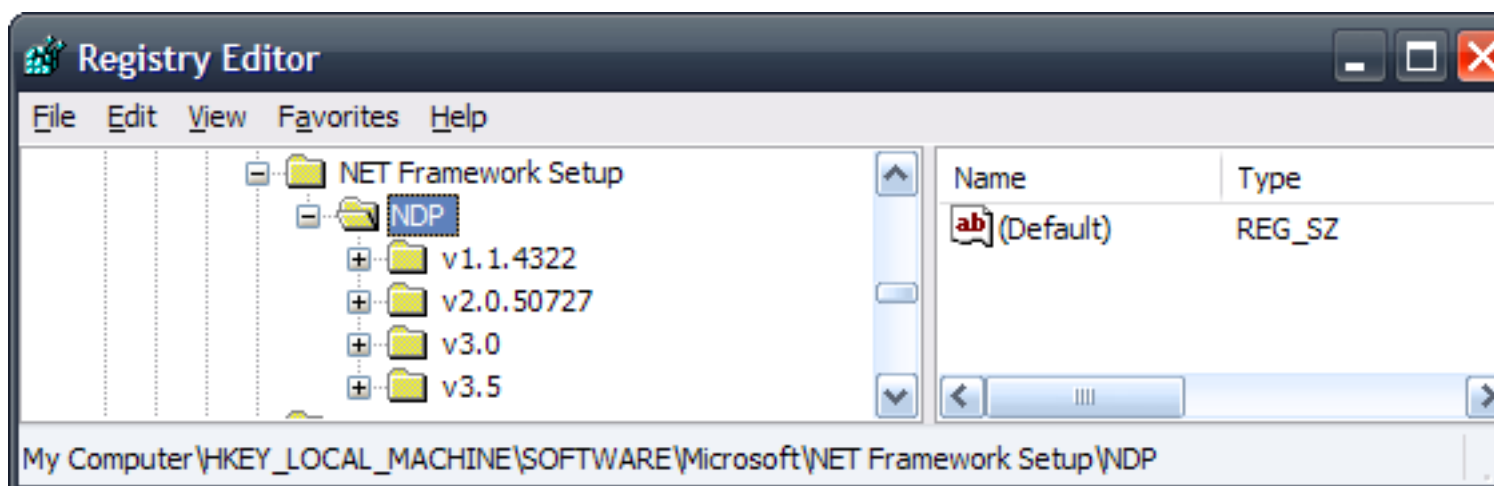 Registry Editor
File Edit View Favorites Help
NET Framework Setup
NDP
v1.1.4322
v2.0.50727
v3.0
v3.5
Name Type
ab (Default) REG_SZ
My Computer\HKEY_LOCAL_MACHINE\SOFTWARE\Microsoft\NET Framework Setup\NDP